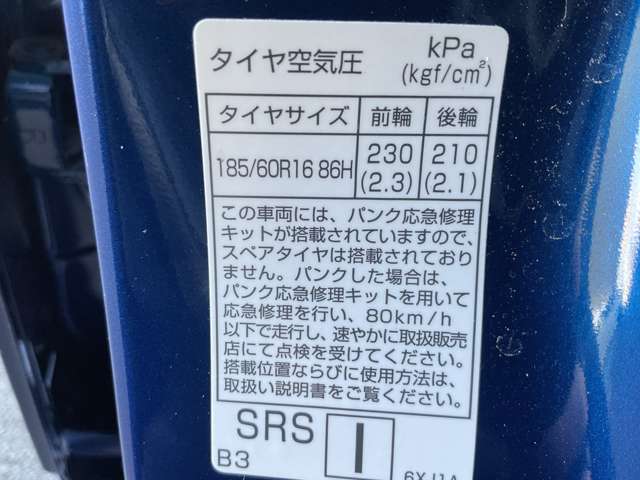 タイヤ空気圧 kPa
(kgf/cm²)
タイヤサイズ 前輪 後輪
185/60R16 86H 230 210
(2.3) (2.1)
この車両には、パンク応急修理
キットが搭載されていますので、
スペアタイヤは搭載されており
ません。パンクした場合は、
パンク応急修理キットを用いて
応急修理を行い、80km/h
以下で走行し、速やかに取扱販売
店にて点検を受けてください。
搭載位置ならびに使用方法は、
取扱い説明書をご覧ください。
SRS I
B3